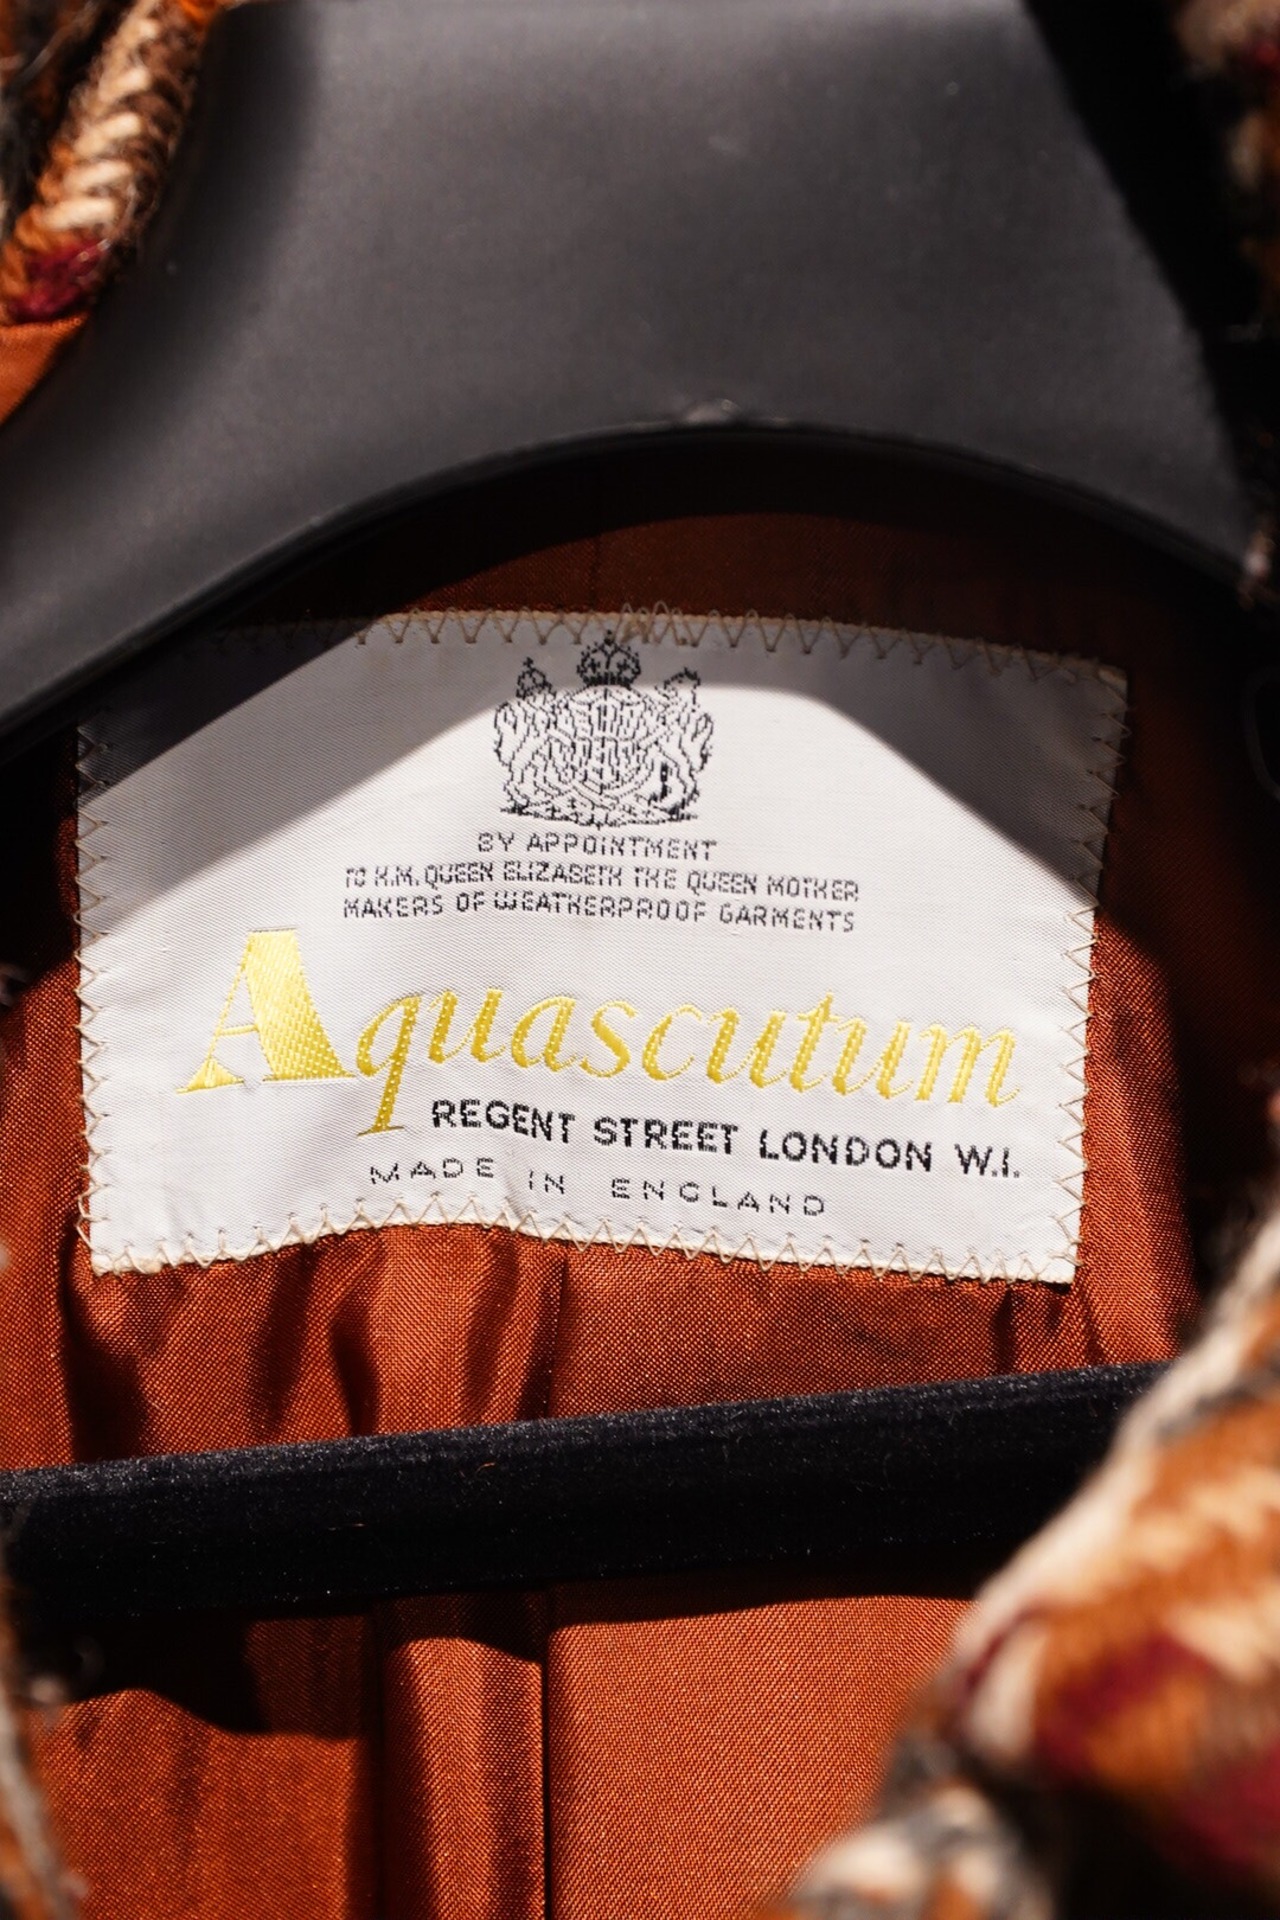 BY APPOINTMENT
TO H.M. QUEEN ELIZABETH THE QUEEN MOTHER
MAKERS OF WEATHERPROOF GARMENTS
Aquascutum
REGENT STREET LONDON W.I.
MADE IN ENGLAND